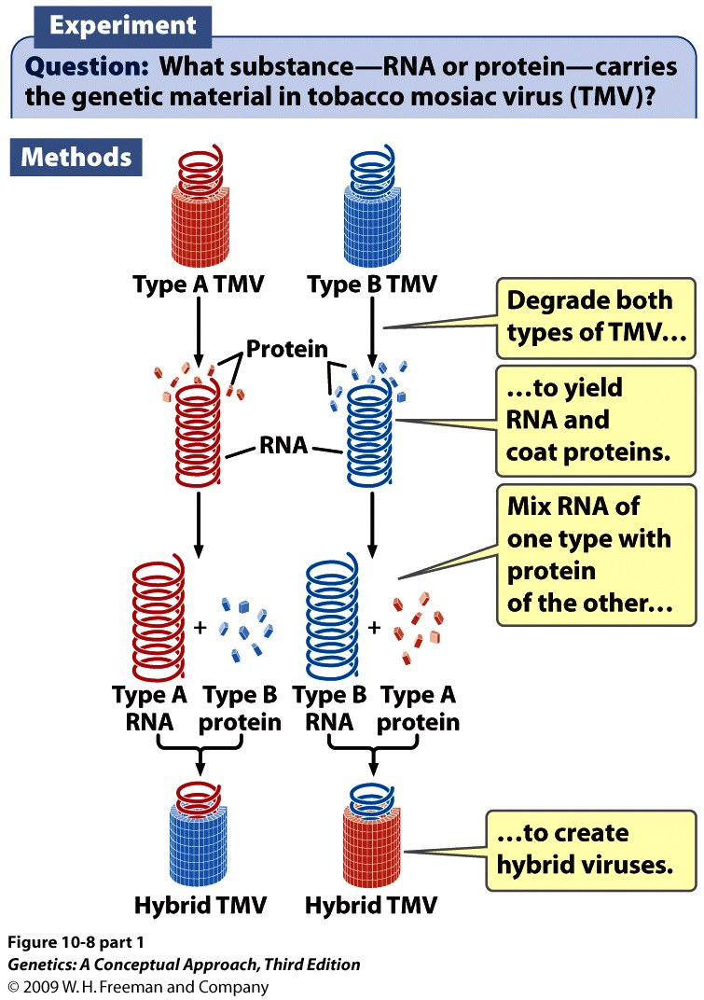 Experiment
Question: What substance—RNA or protein—carries
the genetic material in tobacco mosiac virus (TMV)?
Methods
Type A TMV
Type B TMV
Degrade both
types of TMV…
Protein
…to yield
RNA and
coat proteins.
RNA
Mix RNA of
one type with
protein
of the other…
+
+
Type A
RNA
Type B
protein
Type B
RNA
Type A
protein
…to create
hybrid viruses.
Hybrid TMV
Hybrid TMV
Figure 10-8 part 1
Genetics: A Conceptual Approach, Third Edition
© 2009 W. H. Freeman and Company